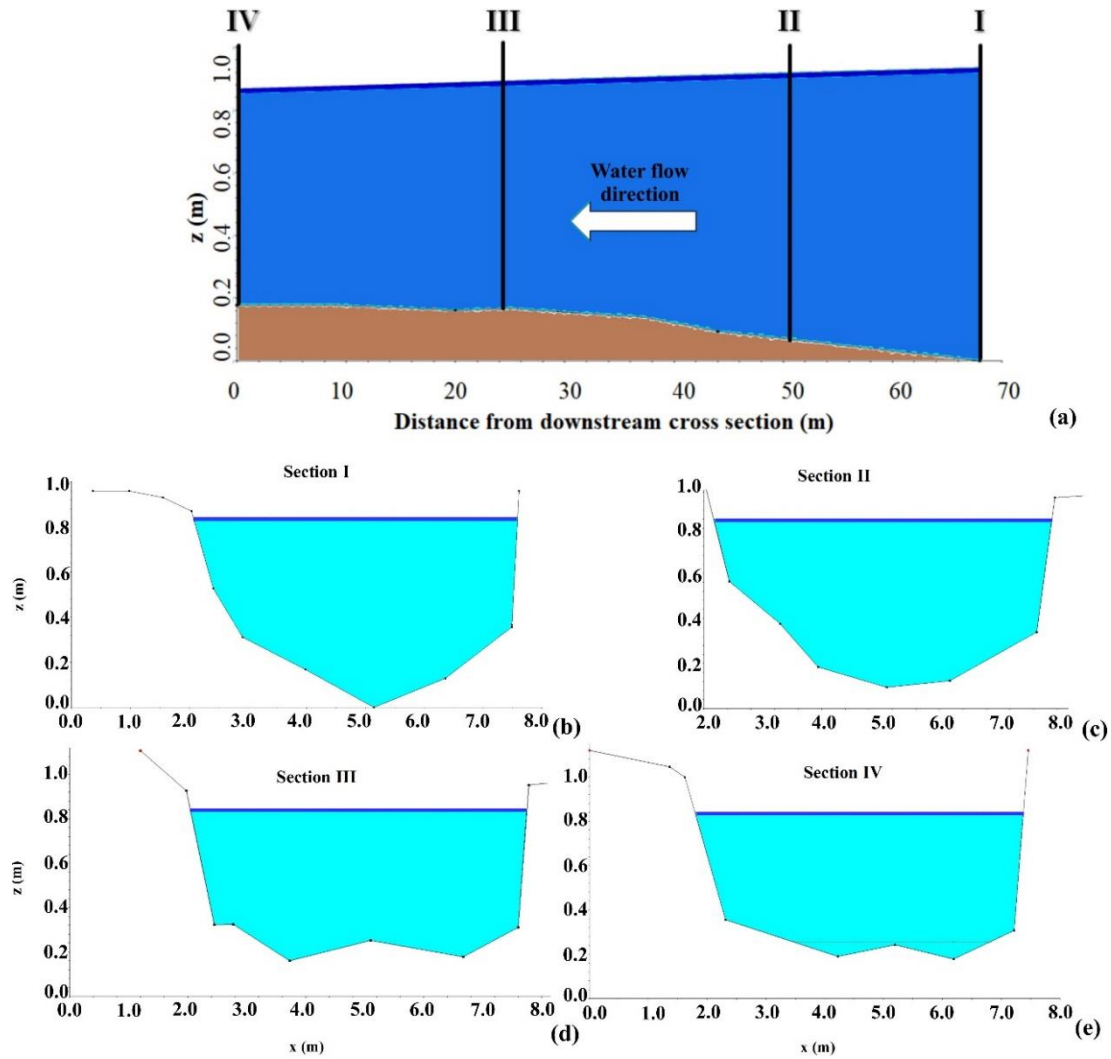 IV III II I
1.0
0.8
0.6
0.4
0.2
0.0
z (m)
Water flow
direction
0 10 20 30 40 50 60 70
Distance from downstream cross section (m)
(a)
Section I
1.0
0.8
0.6
0.4
0.2
0.0
z (m)
0.0 1.0 2.0 3.0 4.0 5.0 6.0 7.0 8.0
(b)
Section II
1.0
0.8
0.6
0.4
0.2
0.0
2.0 3.0 4.0 5.0 6.0 7.0 8.0
(c)
Section III
1.0
0.8
0.6
0.4
0.2
0.0
z (m)
0.0 1.0 2.0 3.0 4.0 5.0 6.0 7.0 8.0
x (m)
(d)
Section IV
1.0
0.8
0.6
0.4
0.2
0.0
0.0 1.0 2.0 3.0 4.0 5.0 6.0 7.0 8.0
x (m)
(e)